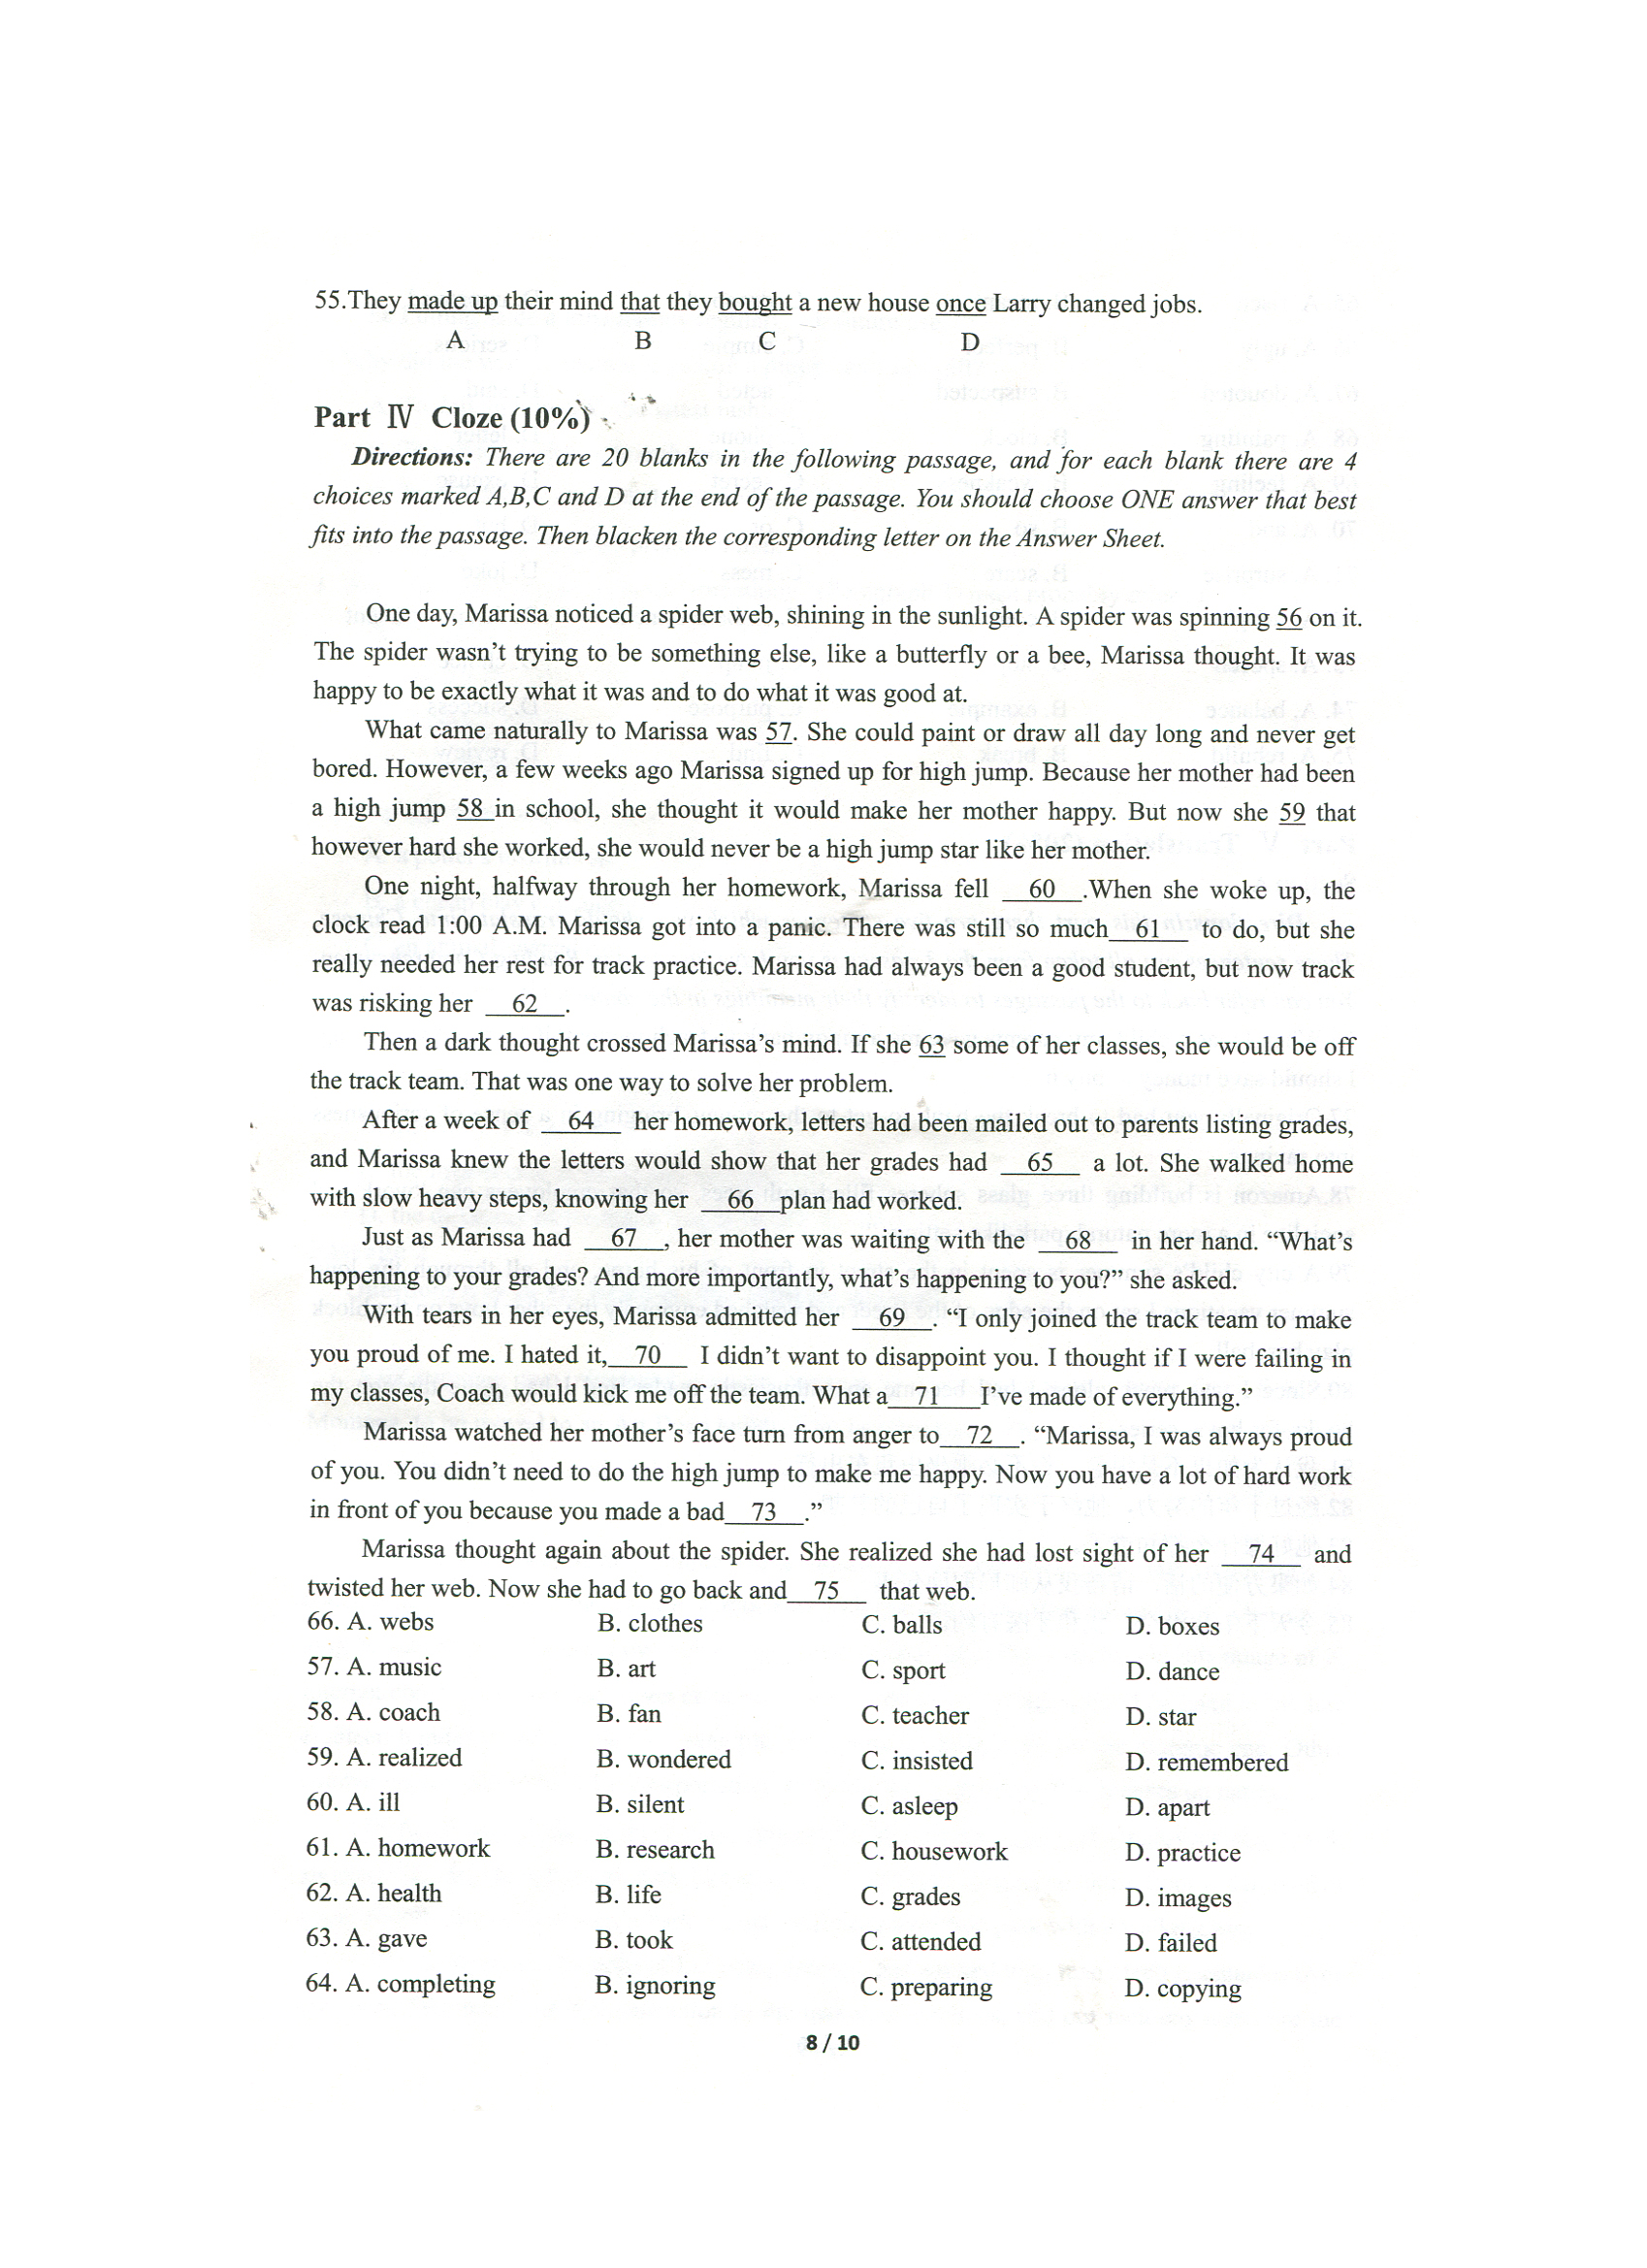 55.They made up their mind that they bought a new house once Larry changed jobs.
A B C D
Part Ⅳ Cloze (10%)
Directions: There are 20 blanks in the following passage, and for each blank there are 4
choices marked A,B,C and D at the end of the passage. You should choose ONE answer that best
fits into the passage. Then blacken the corresponding letter on the Answer Sheet.
One day, Marissa noticed a spider web, shining in the sunlight. A spider was spinning 56 on it.
The spider wasn’t trying to be something else, like a butterfly or a bee, Marissa thought. It was
happy to be exactly what it was and to do what it was good at.
What came naturally to Marissa was 57. She could paint or draw all day long and never get
bored. However, a few weeks ago Marissa signed up for high jump. Because her mother had been
a high jump 58 in school, she thought it would make her mother happy. But now she 59 that
however hard she worked, she would never be a high jump star like her mother.
One night, halfway through her homework, Marissa fell 60 .When she woke up, the
clock read 1:00 A.M. Marissa got into a panic. There was still so much 61 to do, but she
really needed her rest for track practice. Marissa had always been a good student, but now track
was risking her 62 .
Then a dark thought crossed Marissa’s mind. If she 63 some of her classes, she would be off
the track team. That was one way to solve her problem.
After a week of 64 her homework, letters had been mailed out to parents listing grades,
and Marissa knew the letters would show that her grades had 65 a lot. She walked home
with slow heavy steps, knowing her 66 plan had worked.
Just as Marissa had 67 , her mother was waiting with the 68 in her hand. “What’s
happening to your grades? And more importantly, what’s happening to you?” she asked.
With tears in her eyes, Marissa admitted her 69 . “I only joined the track team to make
you proud of me. I hated it, 70 I didn’t want to disappoint you. I thought if I were failing in
my classes, Coach would kick me off the team. What a 71 I’ve made of everything.”
Marissa watched her mother’s face turn from anger to 72 . “Marissa, I was always proud
of you. You didn’t need to do the high jump to make me happy. Now you have a lot of hard work
in front of you because you made a bad 73 .”
Marissa thought again about the spider. She realized she had lost sight of her 74 and
twisted her web. Now she had to go back and 75 that web.
66. A. webs B. clothes C. balls D. boxes
57. A. music B. art C. sport D. dance
58. A. coach B. fan C. teacher D. star
59. A. realized B. wondered C. insisted D. remembered
60. A. ill B. silent C. asleep D. apart
61. A. homework B. research C. housework D. practice
62. A. health B. life C. grades D. images
63. A. gave B. took C. attended D. failed
64. A. completing B. ignoring C. preparing D. copying
8 / 10